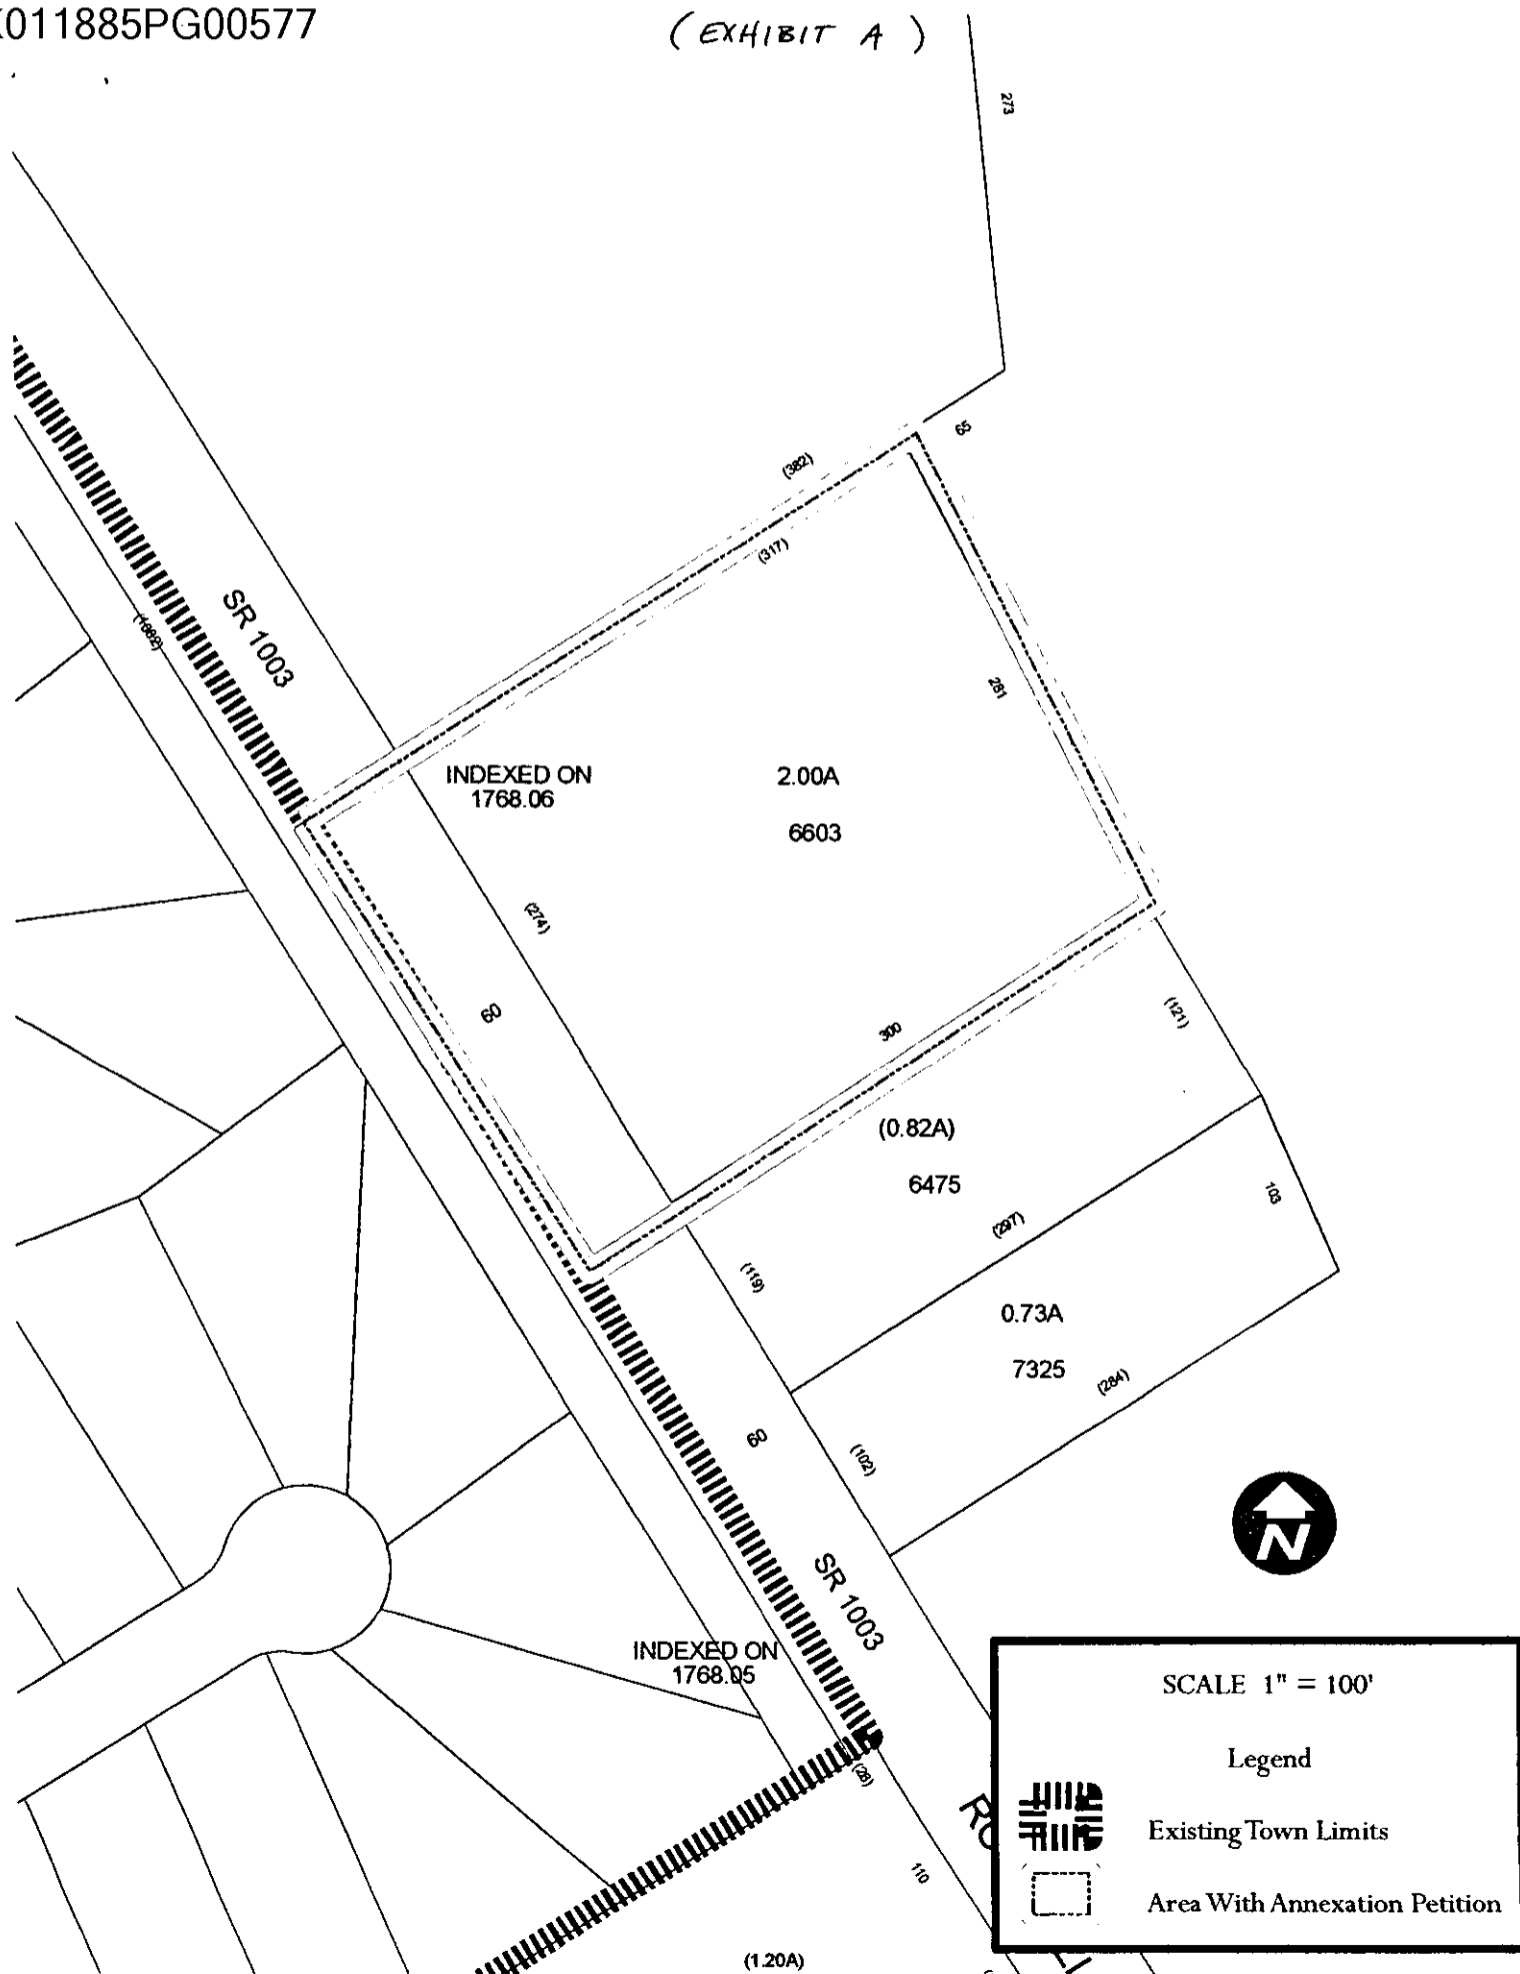 011885PG00577
(EXHIBIT A)
273
65
(382)
(317)
SR 1003
(1662)
281
INDEXED ON
1768.06
2.00A
6603
(274)
60
300
(121)
(0.82A)
6475
103
(297)
(119)
0.73A
7325
(284)
60
(102)
SR 1003
INDEXED ON
1768.05
(28)
110
(1.20A)
N
SCALE 1" = 100'
Legend
Existing Town Limits
Area With Annexation Petition